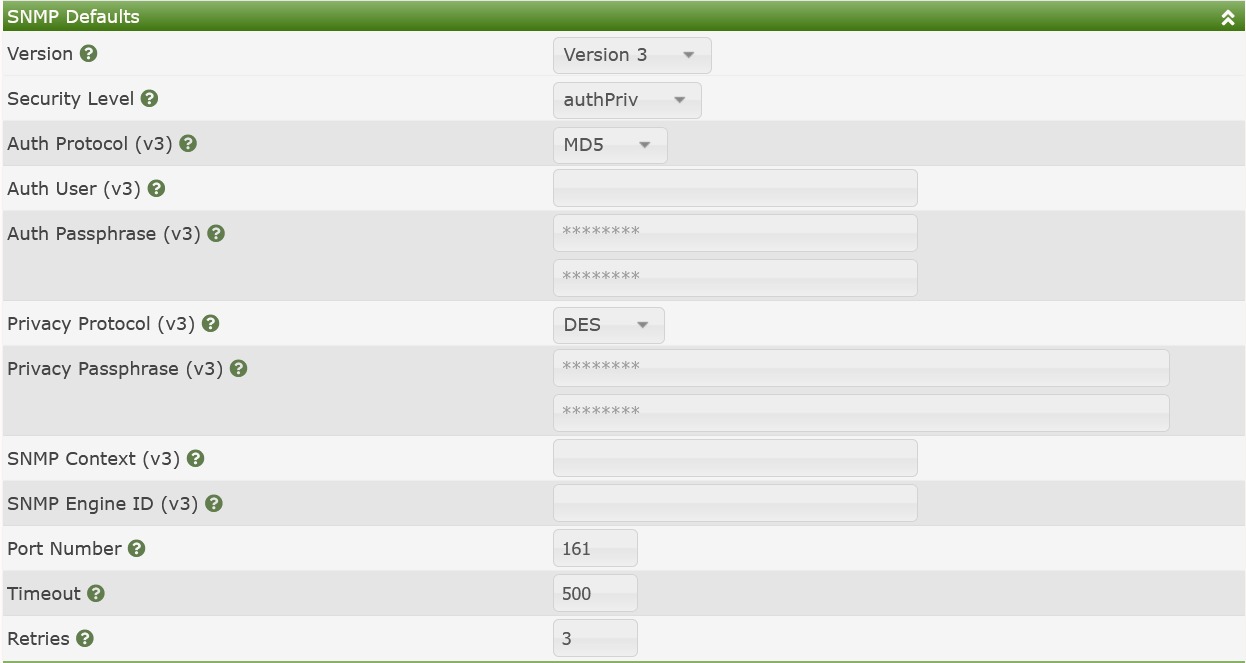 SNMP Defaults
Version ? Version 3
Security Level ? authPriv
Auth Protocol (v3) ? MD5
Auth User (v3) ?
Auth Passphrase (v3) ? ********
********
Privacy Protocol (v3) ? DES
Privacy Passphrase (v3) ? ********
********
SNMP Context (v3) ?
SNMP Engine ID (v3) ?
Port Number ? 161
Timeout ? 500
Retries ? 3